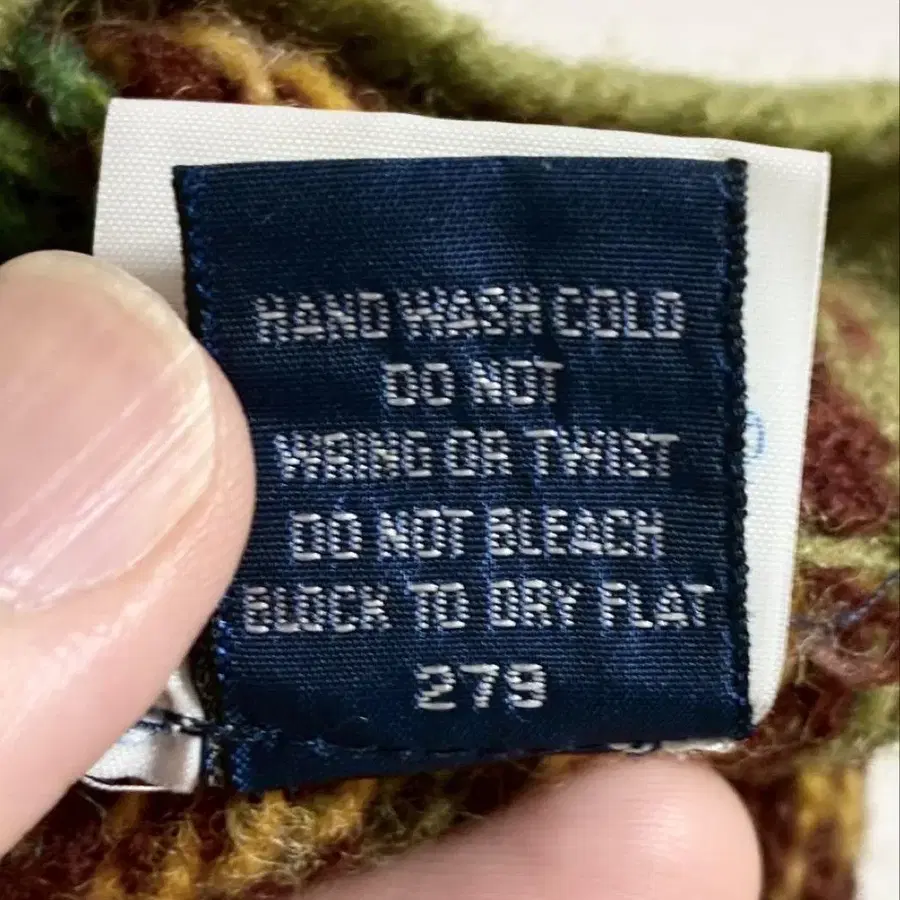 HAND WASH COLD
DO NOT
WRING OR TWIST
DO NOT BLEACH
BLOCK TO DRY FLAT
279